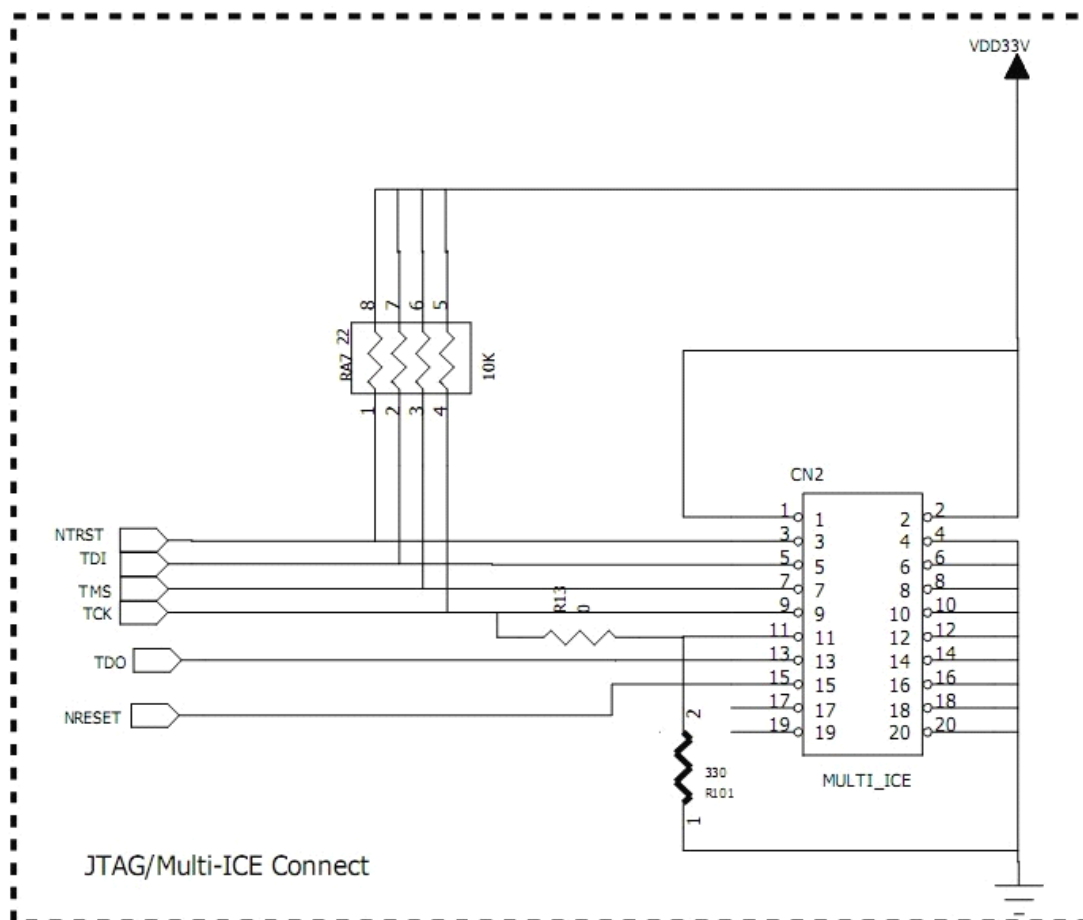 VDD33V
8 7 6 5
RA7 22
10K
1 2 3 4
CN2
1 1 2 2
NTRST 3 3 4 4
TDI 5 5 6 6
TMS 7 7 8 8
R13
0
TCK 9 9 10 10
11 11 12 12
TDO 13 13 14 14
15 15 16 16
NRESET 17 17 18 18
19 19 20 20
2
330
R101
MULTI_ICE
1
JTAG/Multi-ICE Connect